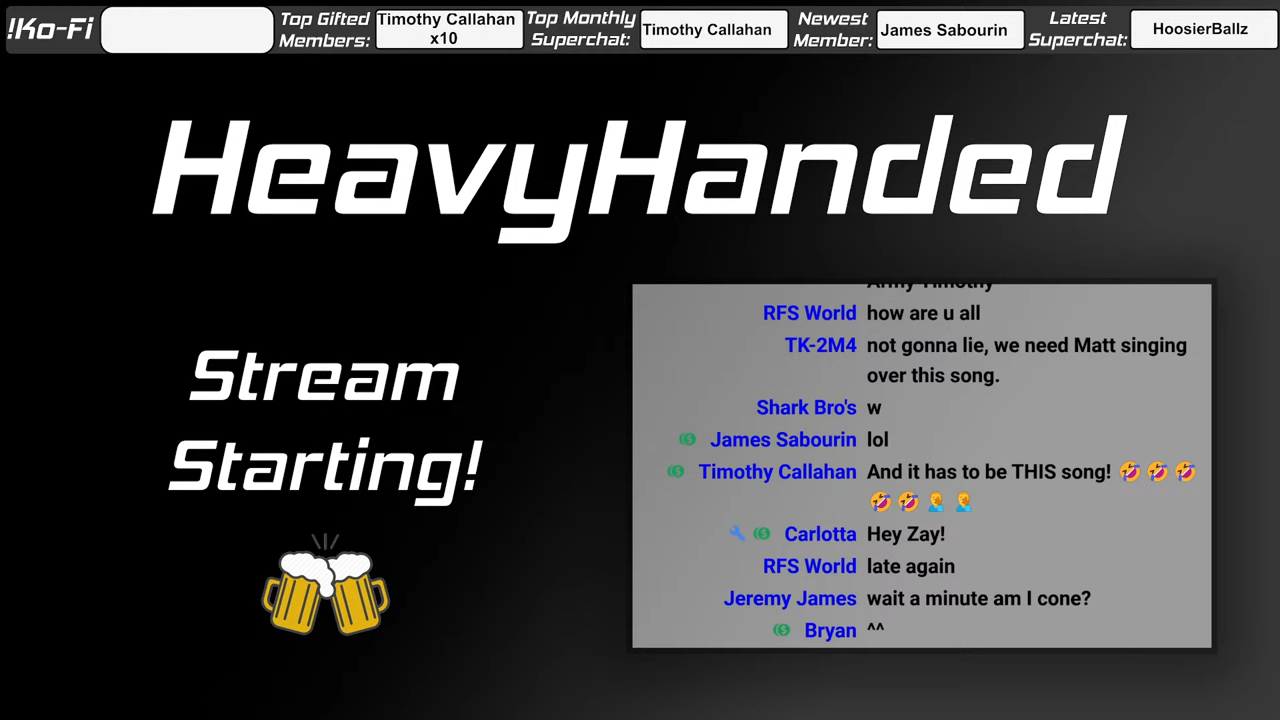 !Ko-Fi
Top Gifted
Members:
Timothy Callahan
x10
Top Monthly
Superchat:
Timothy Callahan
Newest
Member:
James Sabourin
Latest
Superchat:
HoosierBallz
HeavyHanded
Stream
Starting!
Army Timothy
RFS World how are u all
TK-2M4 not gonna lie, we need Matt singing
over this song.
Shark Bro's w
James Sabourin lol
Timothy Callahan And it has to be THIS song! 🤣 🤣 🤣
🤣 🤣 🤦‍♂️ 🤦‍♂️
Carlotta Hey Zay!
RFS World late again
Jeremy James wait a minute am I cone?
Bryan ^^